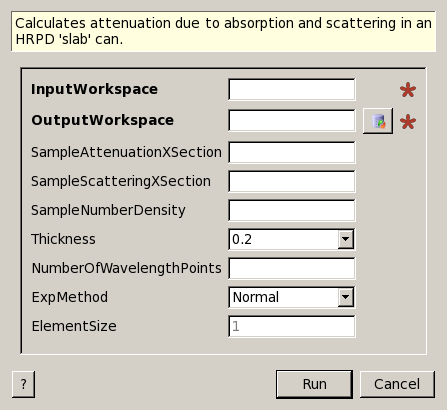 Calculates attenuation due to absorption and scattering in an
HRPD 'slab' can.
InputWorkspace *
OutputWorkspace *
SampleAttenuationXSection
SampleScatteringXSection
SampleNumberDensity
Thickness 0.2
NumberOfWavelengthPoints
ExpMethod Normal
ElementSize 1
? Run Cancel